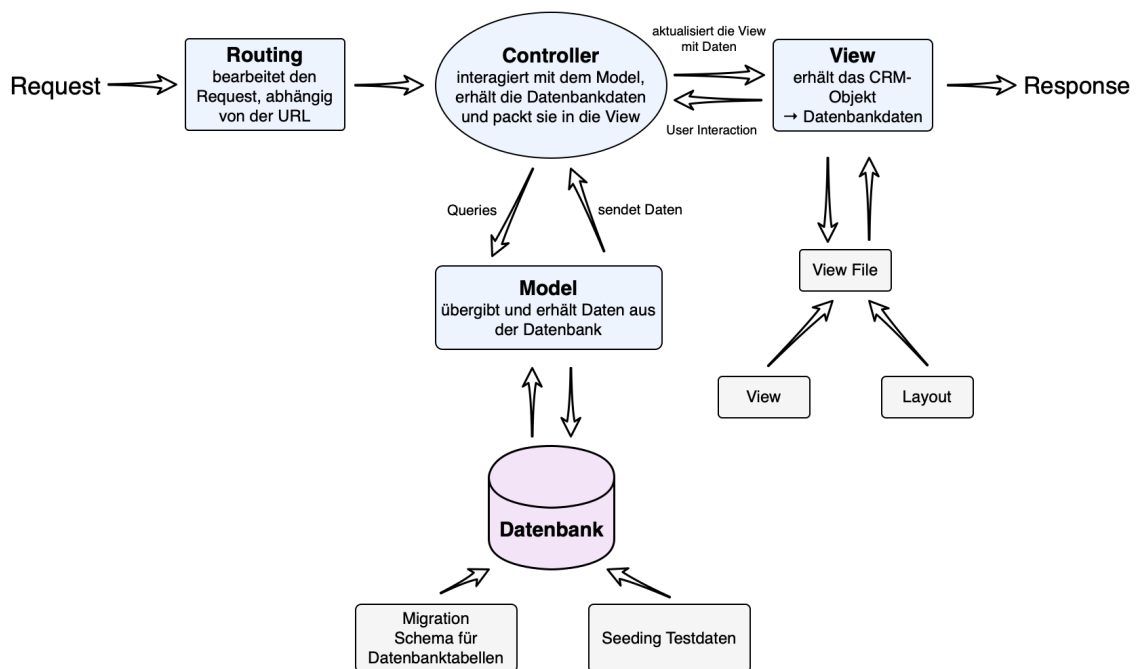 Request
Routing
bearbeitet den
Request, abhängig
von der URL
Controller
interagiert mit dem Model,
erhält die Datenbankdaten
und packt sie in die View
aktualisiert die View
mit Daten
User Interaction
View
erhält das CRM-
Objekt
→ Datenbankdaten
Response
Queries
sendet Daten
Model
übergibt und erhält Daten aus
der Datenbank
View File
View
Layout
Datenbank
Migration
Schema für
Datenbanktabellen
Seeding Testdaten